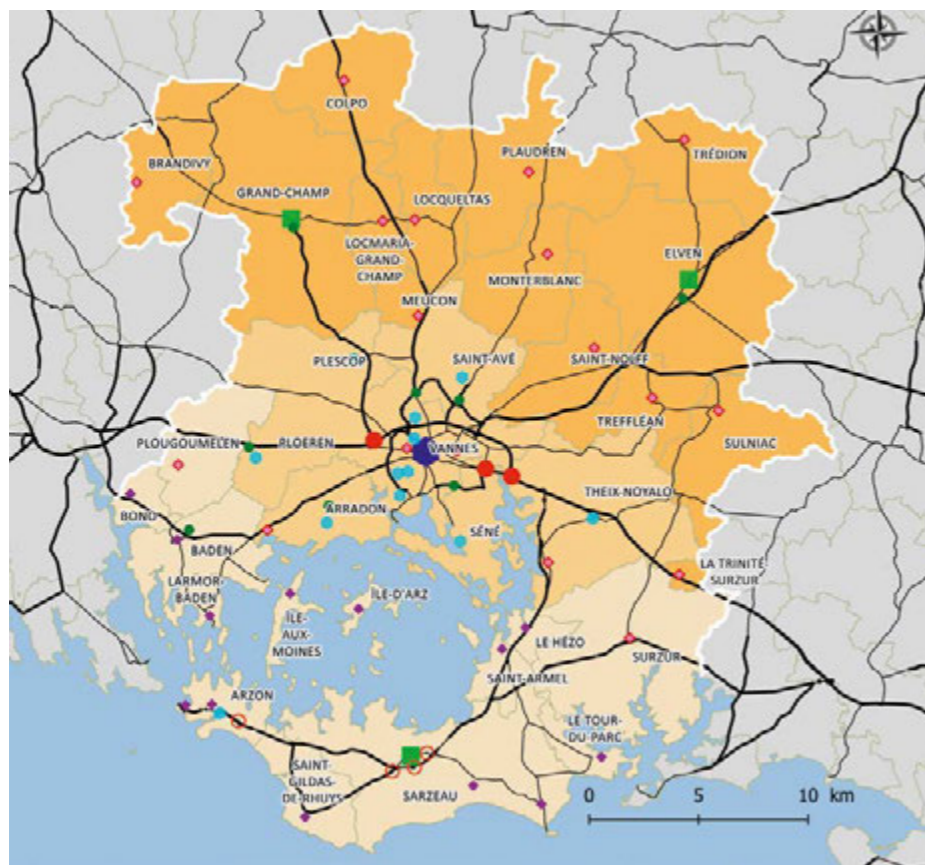 COLPO
PLAUDREN
TRÉDION
BRANDIVY
GRAND-CHAMP
LOCQUELTAS
LOCMARIA-
GRAND-
CHAMP
ELVEN
MONTERBLANC
MEUCON
PLESCOP
SAINT-AVÉ
SAINT-NOLFF
TREFFLÉAN
SULNIAC
PLOUGOUMELEN
PLOEREN
VANNES
THEIX-NOYALO
BONO
ARRADON
SÉNÉ
BADEN
LA TRINITÉ-
SURZUR
LARMOR-
BADEN
ÎLE-D'ARZ
ÎLE-
AUX-
MOINES
LE HÉZO
SURZUR
SAINT-ARMEL
ARZON
LE TOUR-
DU-PARC
SAINT-
GILDAS-
DE-RHUYS
SARZEAU
0 5 10 km